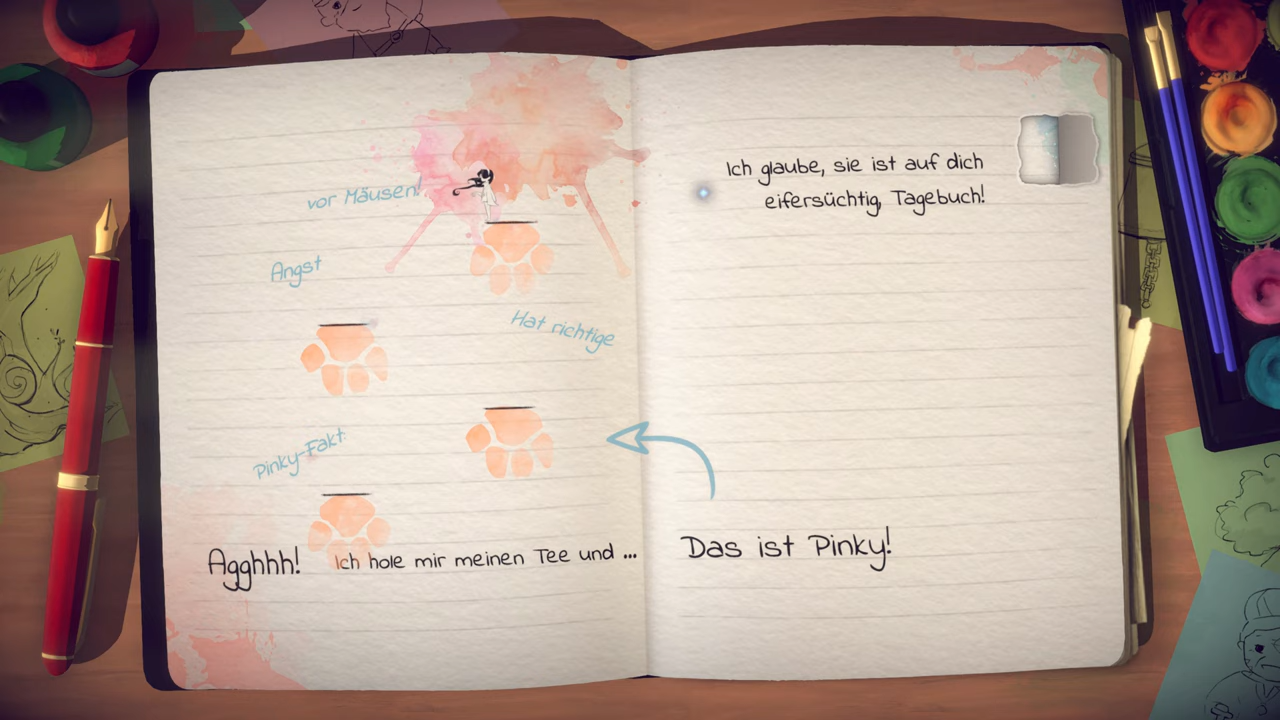 vor Mäusen!
Angst
Hat richtige
Pinky-Fakt:
Agghhh! Ich hole mir meinen Tee und ...
Ich glaube, sie ist auf dich
eifersüchtig, Tagebuch!
Das ist Pinky!